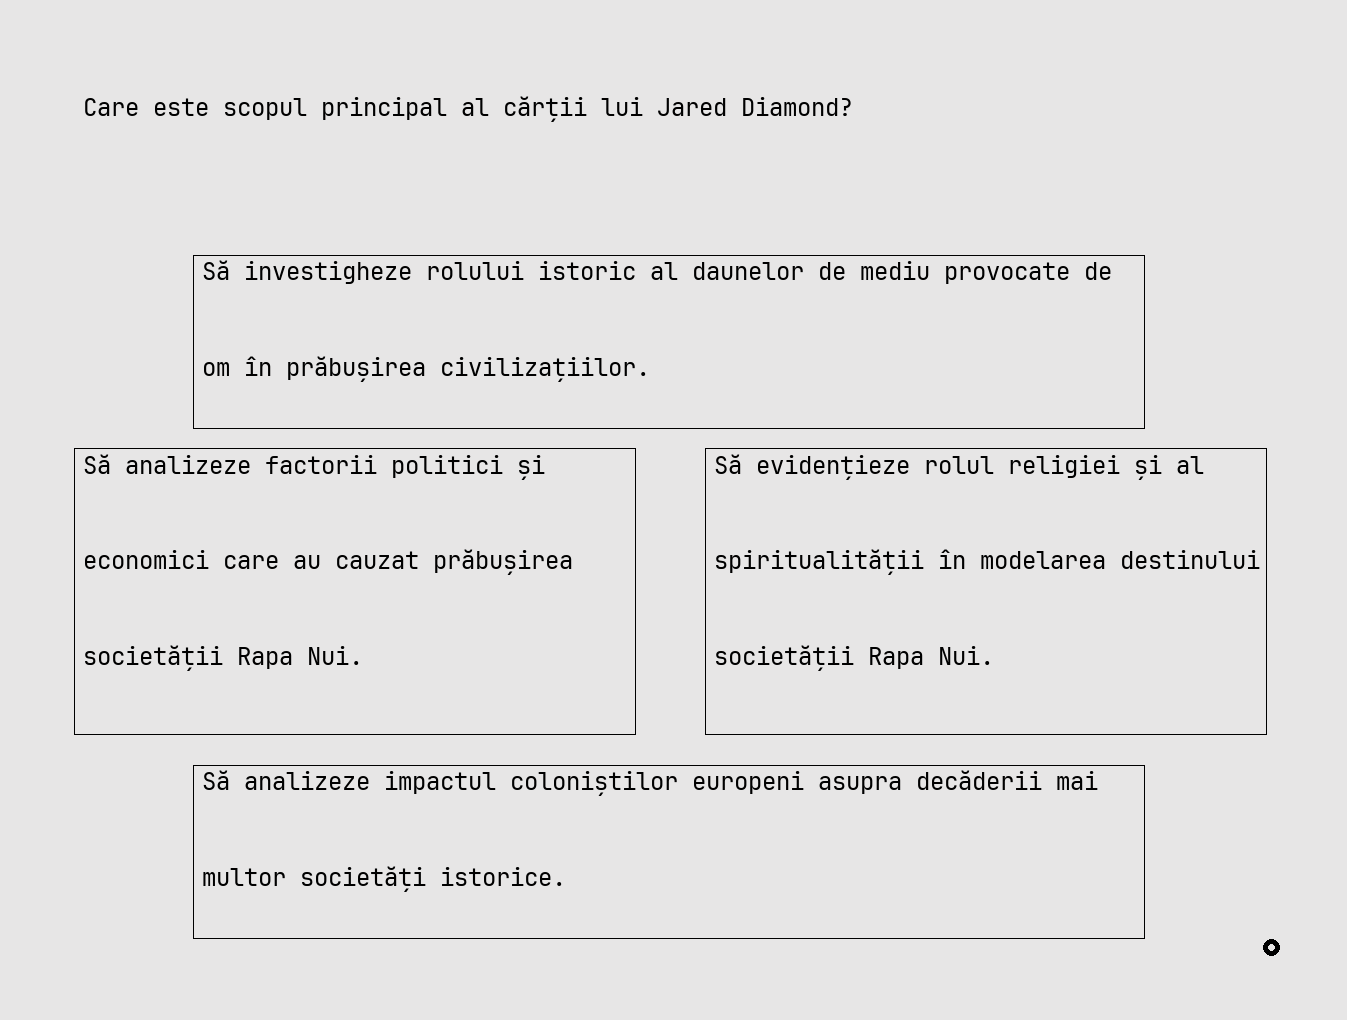 Care este scopul principal al cărții lui Jared Diamond?
Să investigheze rolului istoric al daunelor de mediu provocate de
om în prăbușirea civilizațiilor.
Să analizeze factorii politici și
economici care au cauzat prăbușirea
societății Rapa Nui.
Să evidențieze rolul religiei și al
spiritualității în modelarea destinului
societății Rapa Nui.
Să analizeze impactul coloniștilor europeni asupra decăderii mai
multor societăți istorice.